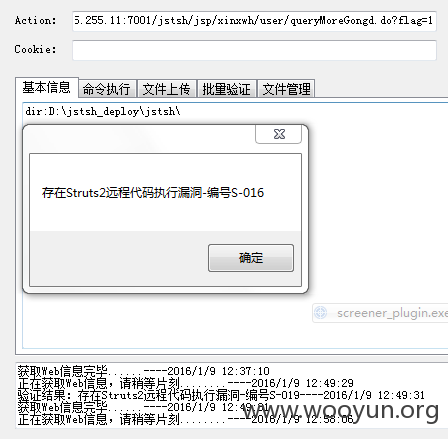 Action: 5.255.11:7001/jstsh/jsp/xinxwh/user/queryMoreGongd.do?flag=1
Cookie:
基本信息 命令执行 文件上传 批量验证 文件管理
dir:D:\jstsh_deploy\jstsh\
存在Struts2远程代码执行漏洞-编号S-016
确定
screener_plugin.exe
获取Web信息完毕......----2016/1/9 12:37:10
正在获取Web信息，请稍等片刻........----2016/1/9 12:49:29
验证结果：存在Struts2远程代码执行漏洞-编号S-019----2016/1/9 12:49:31
获取Web信息完毕......----2016/1/9 12:49:31
正在获取Web信息，请稍等片刻........----2016/1/9 12:56:06
www.wooyun.org